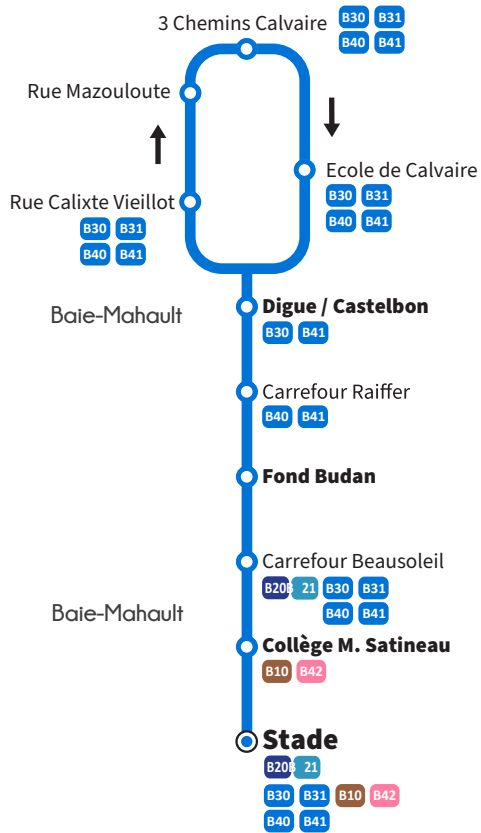 3 Chemins Calvaire
B30 B31
B40 B41
Rue Mazouloute
Ecole de Calvaire
B30 B31
B40 B41
Rue Calixte Vieillot
B30 B31
B40 B41
Baie-Mahault
Digue / Castelbon
B30 B41
Carrefour Raiffer
B40 B41
Fond Budan
Carrefour Beausoleil
B20 B 21 B30 B31
B40 B41
Baie-Mahault
Collège M. Satineau
B10 B42
Stade
B20 B 21
B30 B31 B10 B42
B40 B41